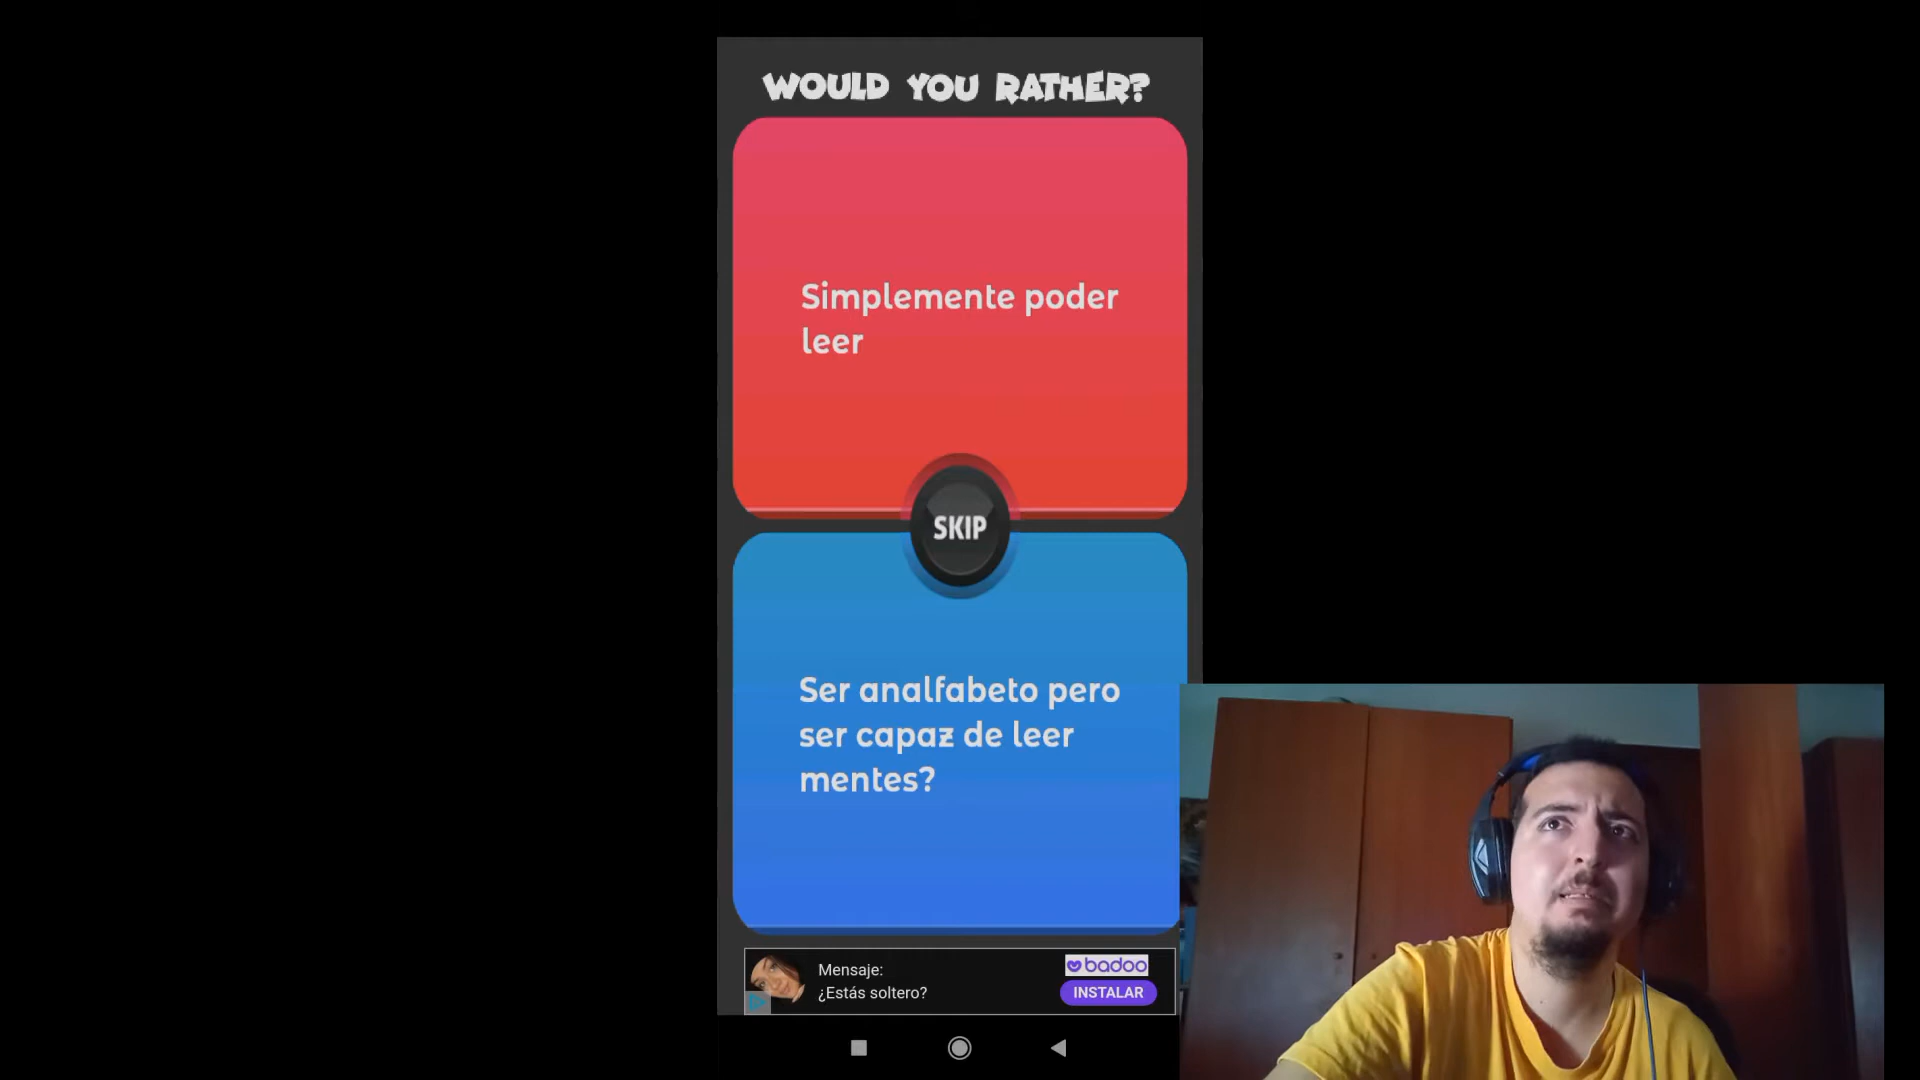 WOULD YOU RATHER?
Simplemente poder
leer
SKIP
Ser analfabeto pero
ser capaz de leer
mentes?
Mensaje:
¿Estás soltero?
badoo
INSTALAR